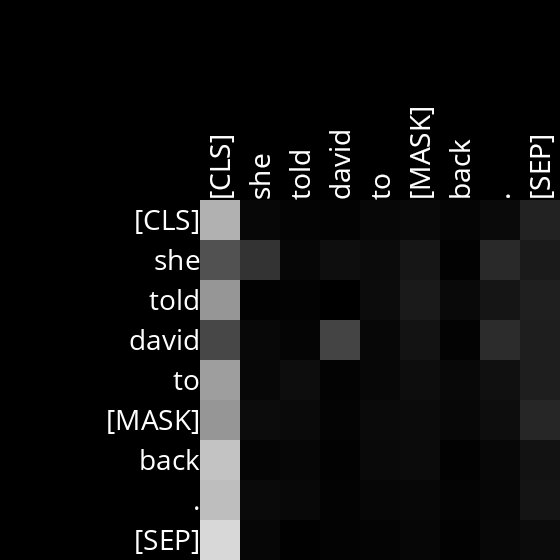 [CLS] she told david to [MASK] back . [SEP]
[CLS]
she
told
david
to
[MASK]
back
.
[SEP]